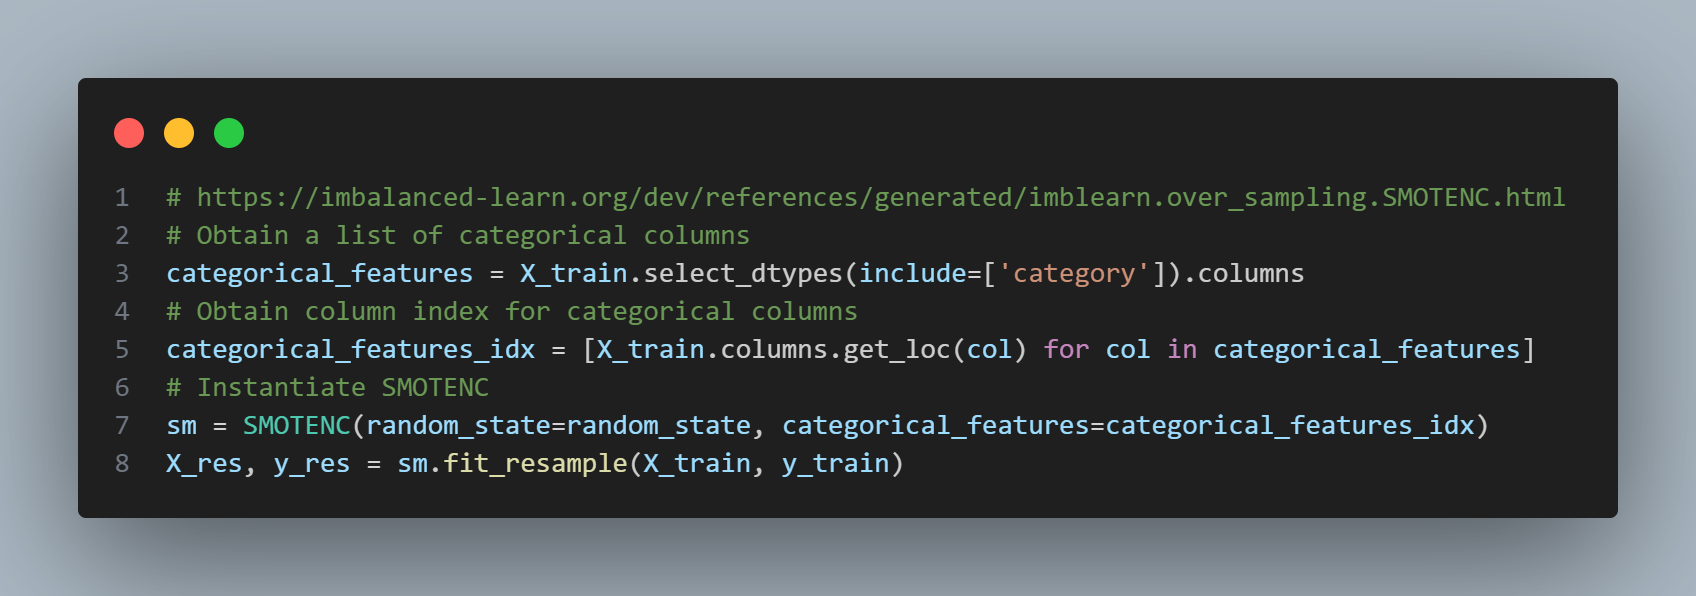 1 # https://imbalanced-learn.org/dev/references/generated/imblearn.over_sampling.SMOTENC.html
2 # Obtain a list of categorical columns
3 categorical_features = X_train.select_dtypes(include=['category']).columns
4 # Obtain column index for categorical columns
5 categorical_features_idx = [X_train.columns.get_loc(col) for col in categorical_features]
6 # Instantiate SMOTENC
7 sm = SMOTENC(random_state=random_state, categorical_features=categorical_features_idx)
8 X_res, y_res = sm.fit_resample(X_train, y_train)